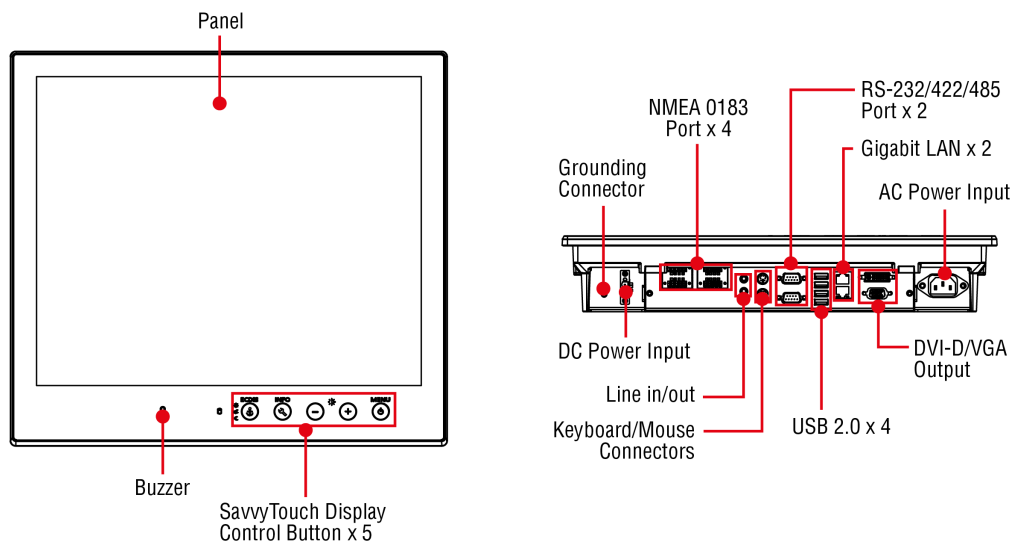 Panel
ECDIS
INFO
MENU
Buzzer
SavvyTouch Display
Control Button x 5
NMEA 0183
Port x 4
RS-232/422/485
Port x 2
Gigabit LAN x 2
Grounding
Connector
AC Power Input
DC Power Input
DVI-D/VGA
Output
Line in/out
USB 2.0 x 4
Keyboard/Mouse
Connectors